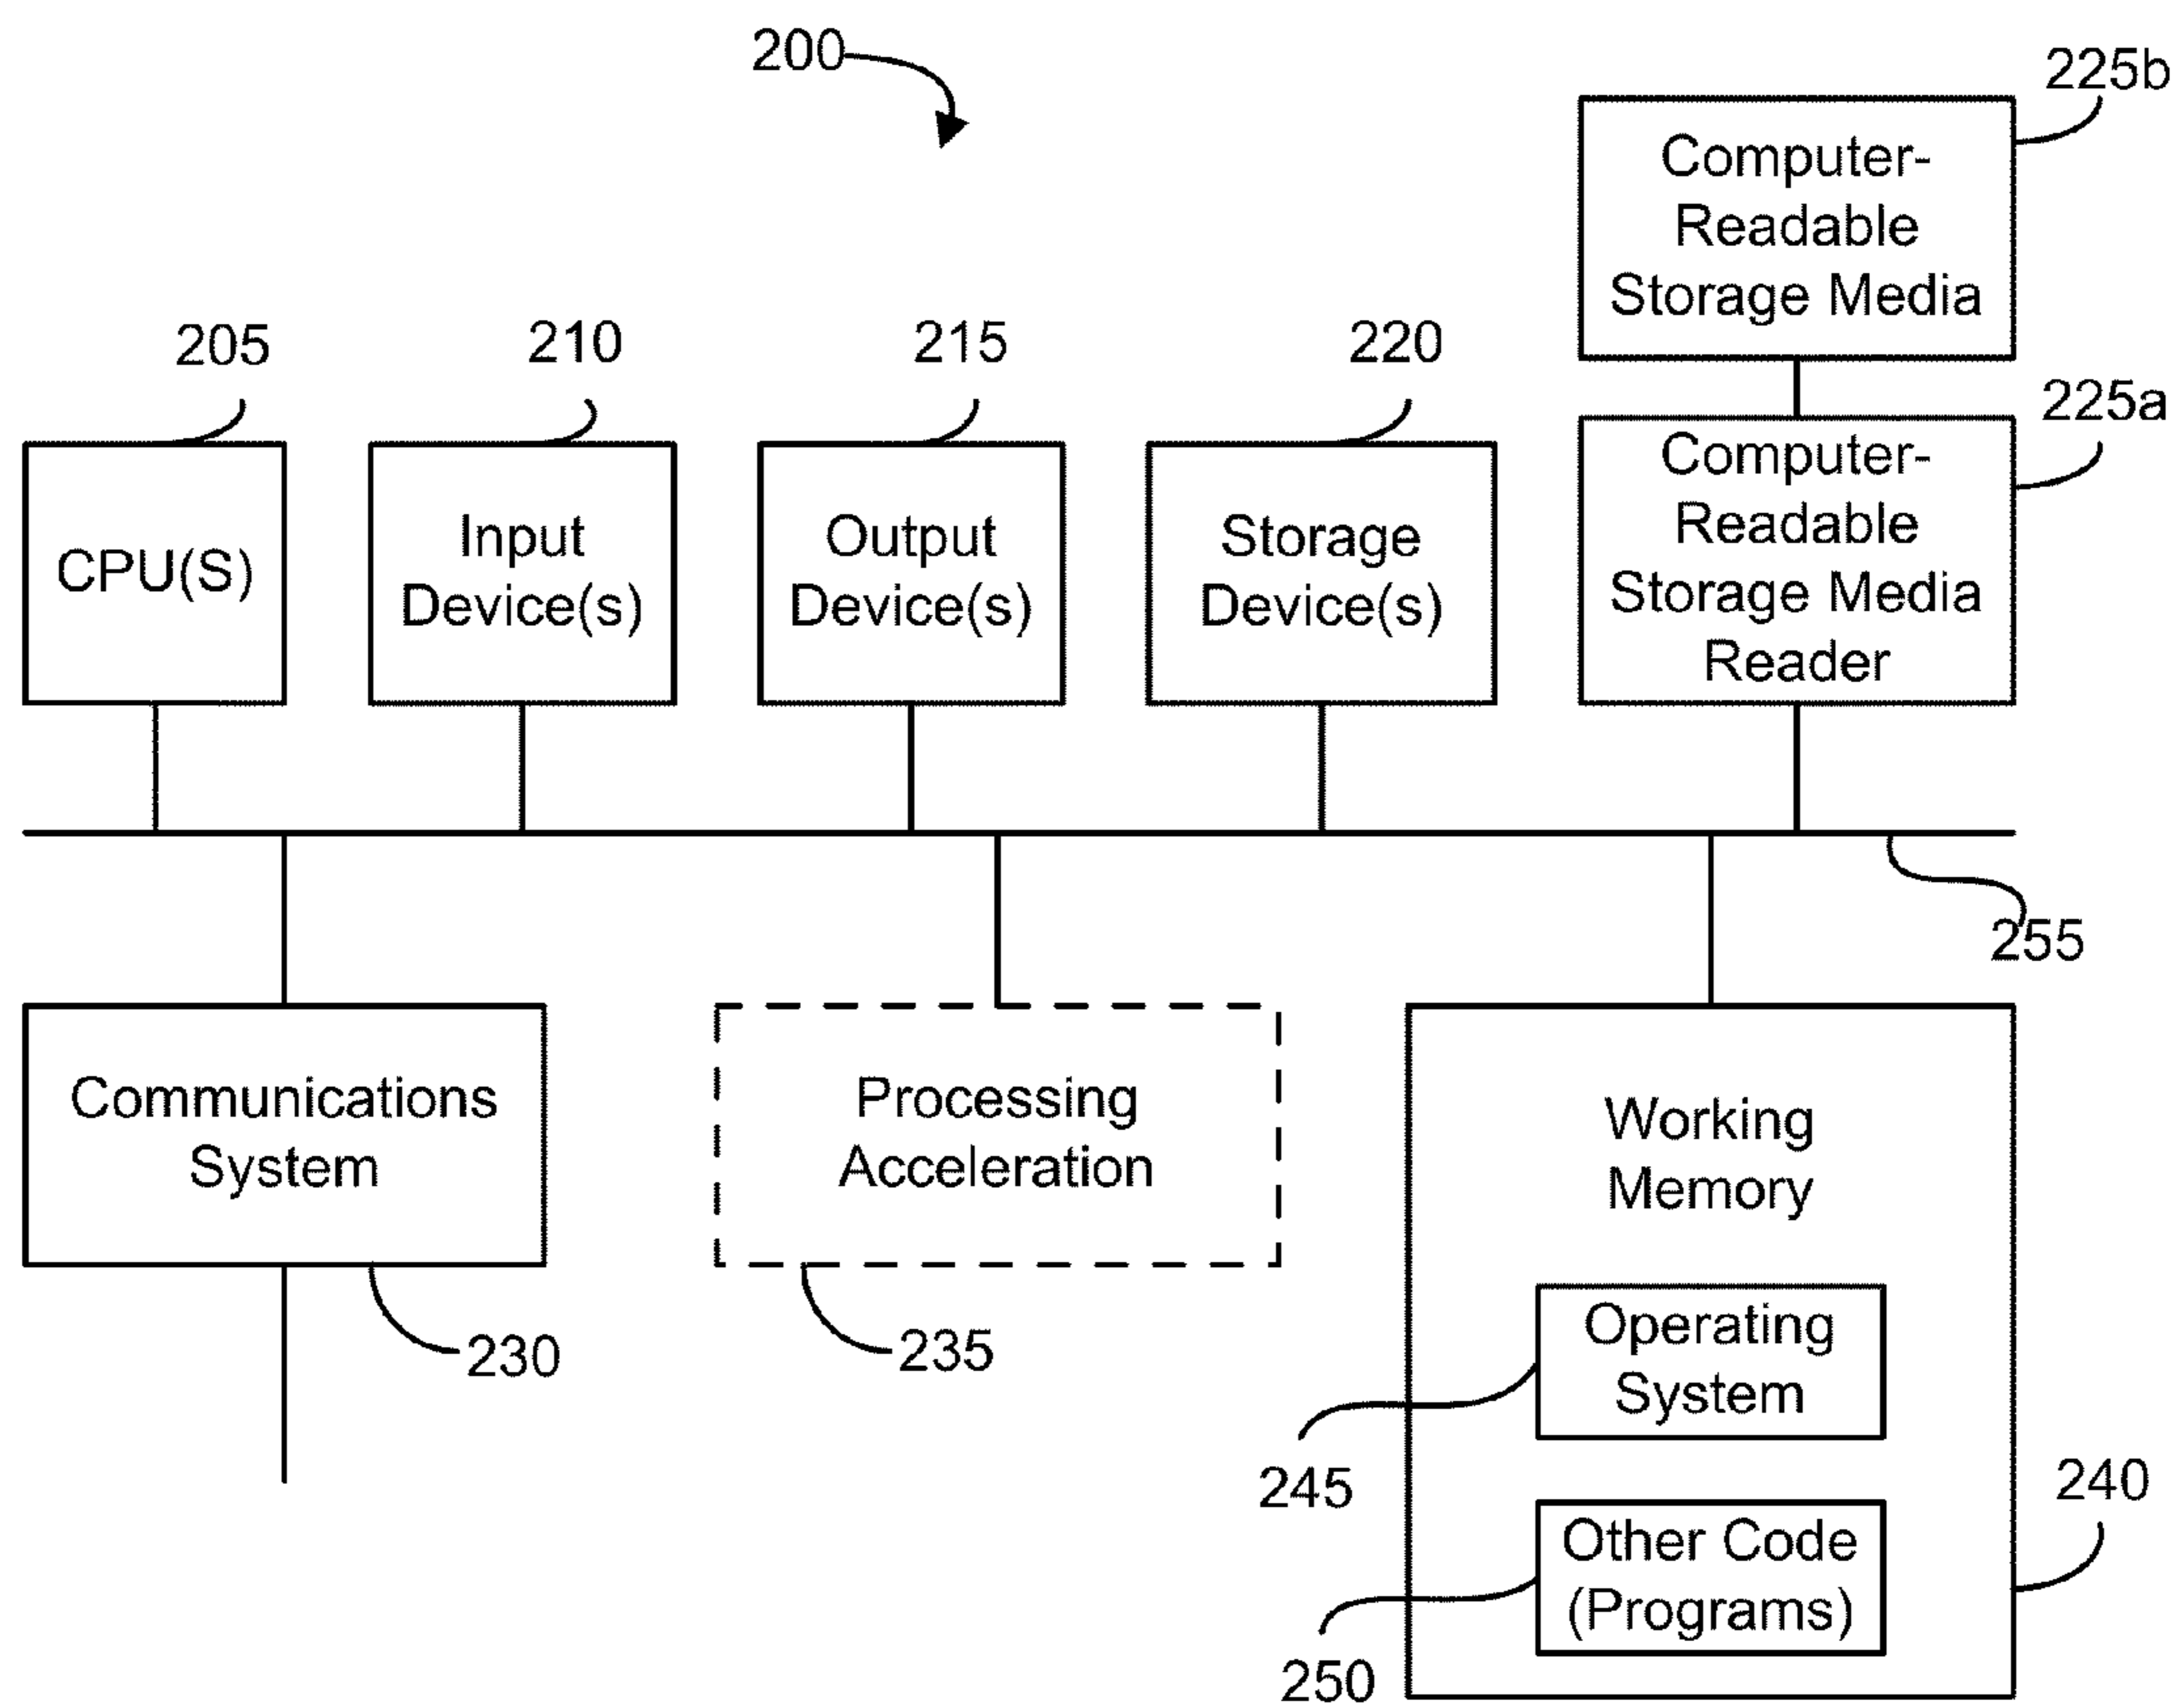 200
225b
Computer-
Readable
Storage Media
205
210
215
220
225a
CPU(S)
Input
Device(s)
Output
Device(s)
Storage
Device(s)
Computer-
Readable
Storage Media
Reader
255
Communications
System
230
Processing
Acceleration
235
Working
Memory
Operating
System
245
240
Other Code
(Programs)
250